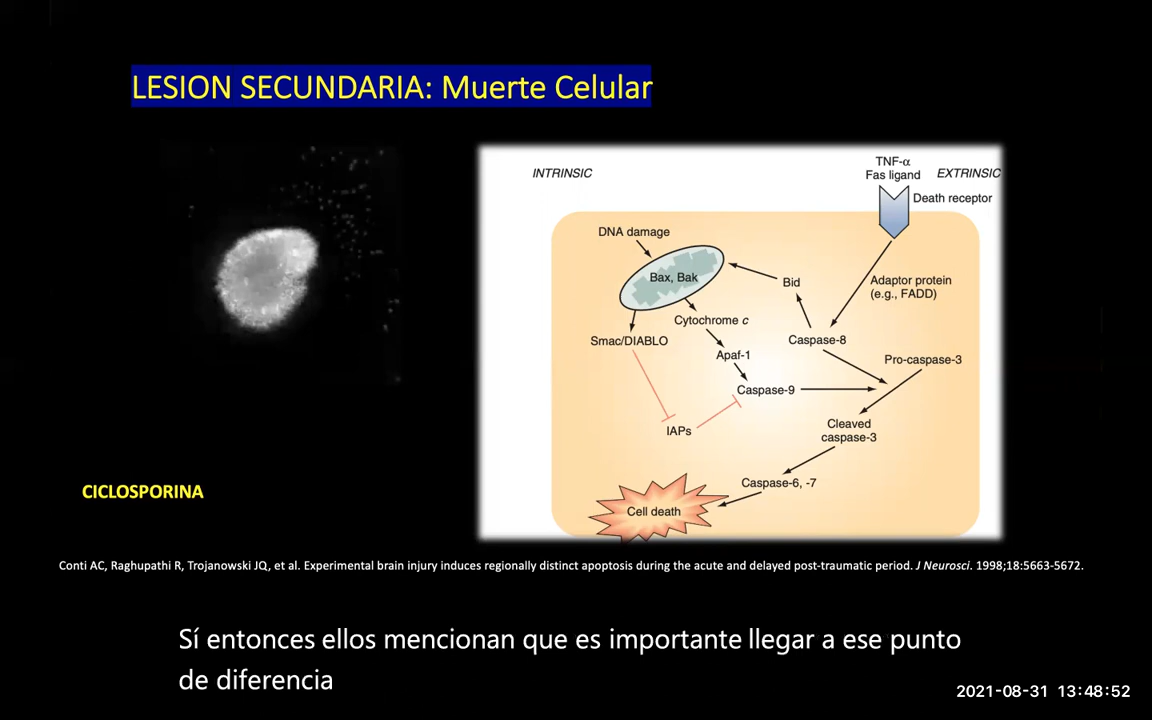 LESION SECUNDARIA: Muerte Celular
INTRINSIC
TNF-α
Fas ligand
EXTRINSIC
Death receptor
DNA damage
Bax, Bak
Bid
Adaptor protein
(e.g., FADD)
Cytochrome c
Smac/DIABLO
Caspase-8
Apaf-1
Pro-caspase-3
Caspase-9
IAPs
Cleaved
caspase-3
Caspase-6, -7
Cell death
CICLOSPORINA
Conti AC, Raghupathi R, Trojanowski JQ, et al. Experimental brain injury induces regionally distinct apoptosis during the acute and delayed post-traumatic period. J Neurosci. 1998;18:5663-5672.
Sí entonces ellos mencionan que es importante llegar a ese punto
de diferencia
2021-08-31 13:48:52